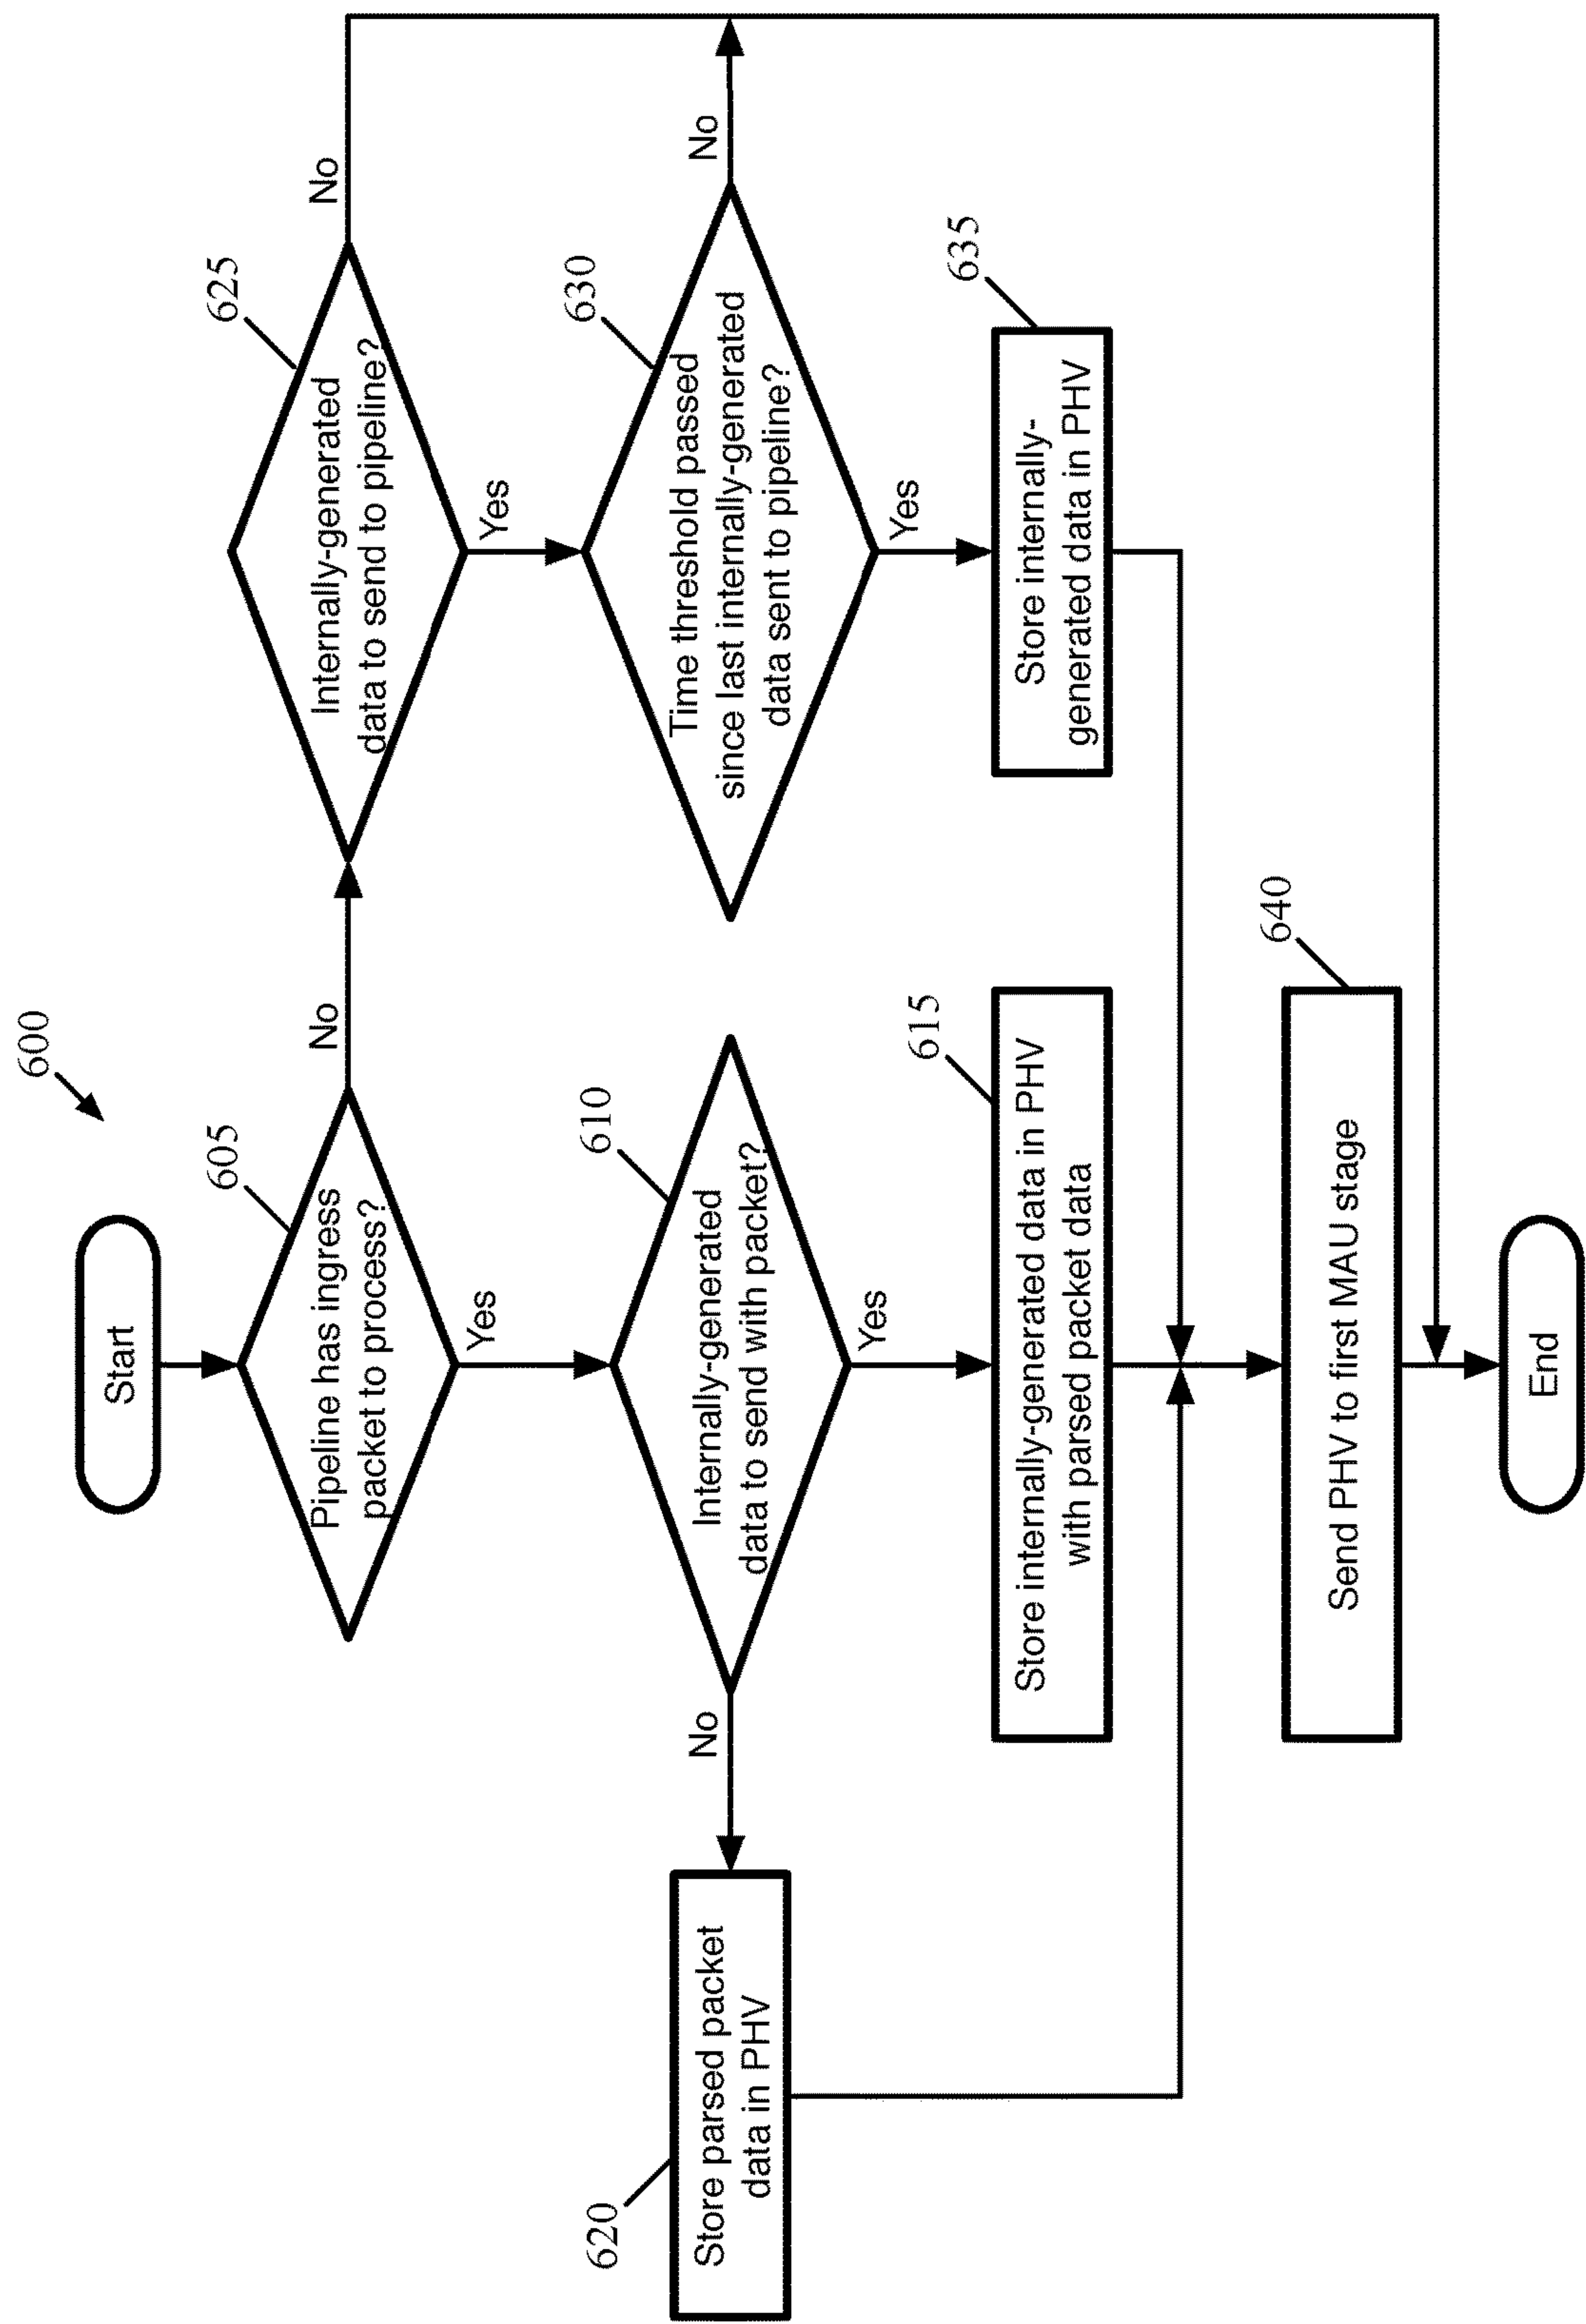 600
Start
605
Pipeline has ingress
packet to process?
No
Yes
625
Internally-generated
data to send to pipeline?
No
Yes
610
Internally-generated
data to send with packet?
No
Yes
630
Time threshold passed
since last internally-generated
data sent to pipeline?
No
Yes
620
Store parsed packet
data in PHV
615
Store internally-generated data in PHV
with parsed packet data
635
Store internally-
generated data in PHV
640
Send PHV to first MAU stage
End